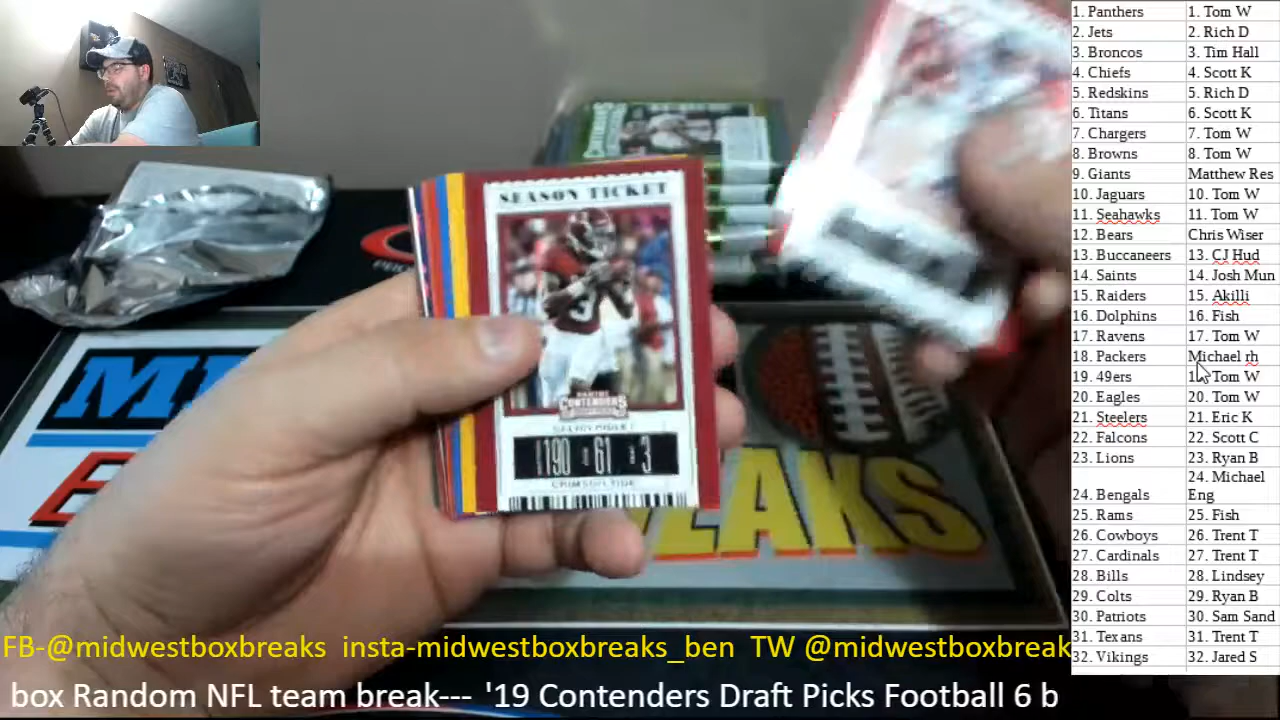 SEASON TICKET
PANINI
CONTENDERS
1190 61 3
CRIMSON TIDE
BREAKS
FB-@midwestboxbreaks insta-midwestboxbreaks_ben TW @midwestboxbreak
box Random NFL team break--- '19 Contenders Draft Picks Football 6 b
1. Panthers 1. Tom W
2. Jets 2. Rich D
3. Broncos 3. Tim Hall
4. Chiefs 4. Scott K
5. Redskins 5. Rich D
6. Titans 6. Scott K
7. Chargers 7. Tom W
8. Browns 8. Tom W
9. Giants Matthew Res
10. Jaguars 10. Tom W
11. Seahawks 11. Tom W
12. Bears Chris Wiser
13. Buccaneers 13. CJ Hud
14. Saints 14. Josh Mun
15. Raiders 15. Akilli
16. Dolphins 16. Fish
17. Ravens 17. Tom W
18. Packers Michael rh
19. 49ers Tom W
20. Eagles 20. Tom W
21. Steelers 21. Eric K
22. Falcons 22. Scott C
23. Lions 23. Ryan B
24. Bengals 24. Michael
Eng
25. Rams 25. Fish
26. Cowboys 26. Trent T
27. Cardinals 27. Trent T
28. Bills 28. Lindsey
29. Colts 29. Ryan B
30. Patriots 30. Sam Sand
31. Texans 31. Trent T
32. Vikings 32. Jared S